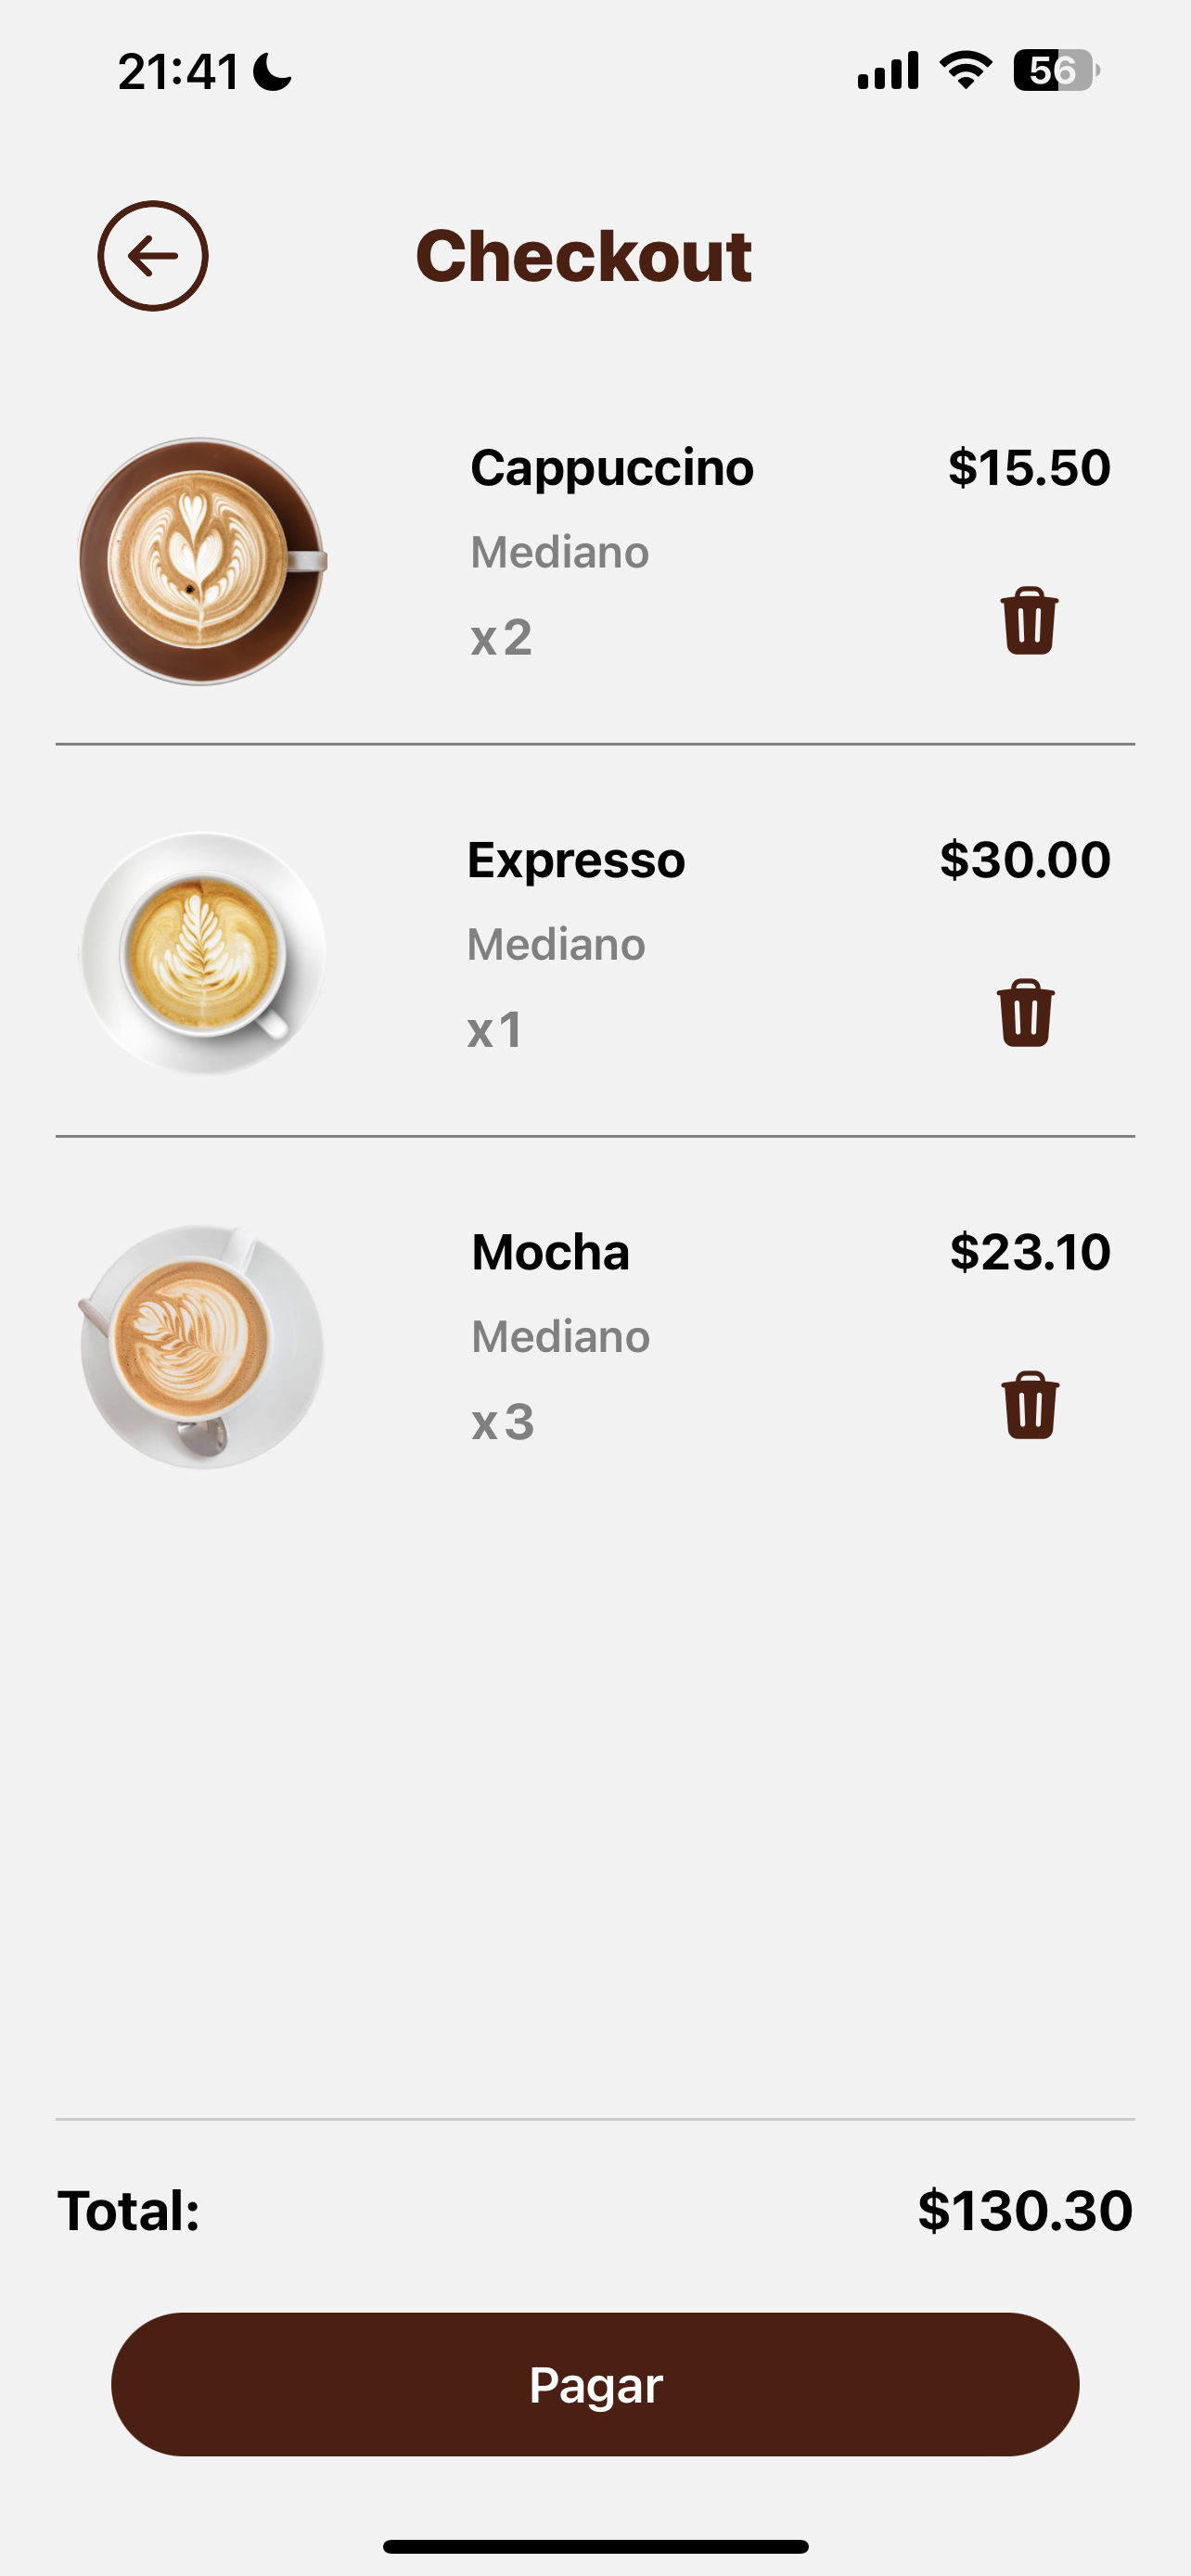 21:41
56
Checkout
Cappuccino $15.50
Mediano
x2
Expresso $30.00
Mediano
x1
Mocha $23.10
Mediano
x3
Total: $130.30
Pagar